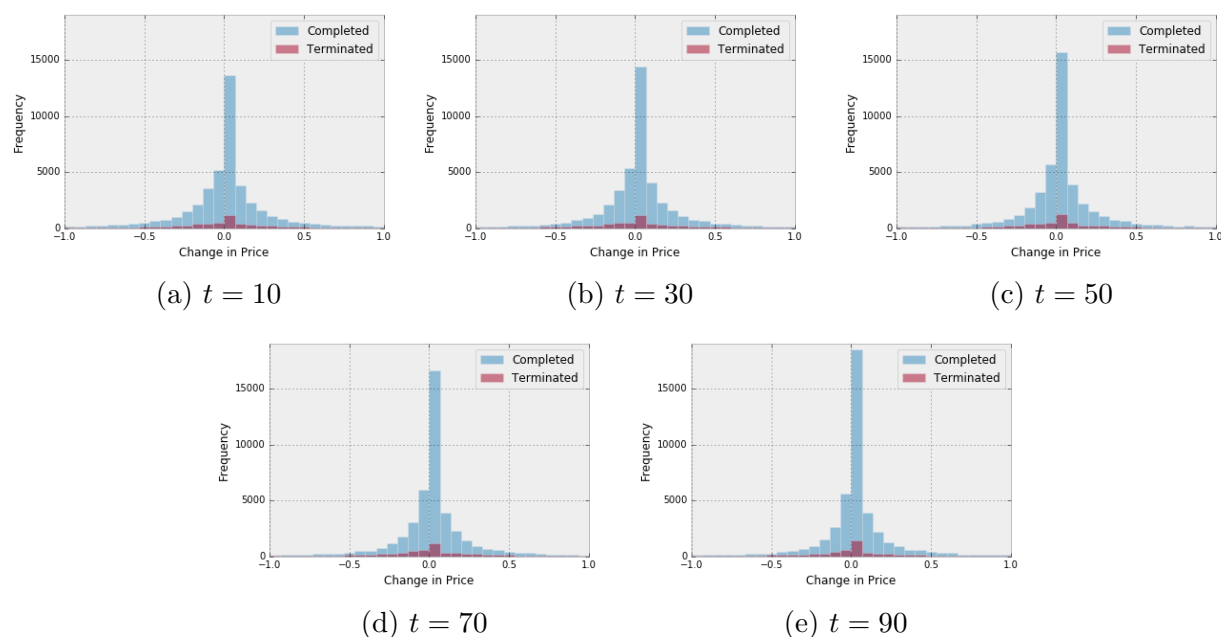 Completed
Terminated
15000
10000
5000
0
Frequency
−1.0 −0.5 0.0 0.5 1.0
Change in Price
(a) t = 10
Completed
Terminated
15000
10000
5000
0
Frequency
−1.0 −0.5 0.0 0.5 1.0
Change in Price
(b) t = 30
Completed
Terminated
15000
10000
5000
0
Frequency
−1.0 −0.5 0.0 0.5 1.0
Change in Price
(c) t = 50
Completed
Terminated
15000
10000
5000
0
Frequency
−1.0 −0.5 0.0 0.5 1.0
Change in Price
(d) t = 70
Completed
Terminated
15000
10000
5000
0
Frequency
−1.0 −0.5 0.0 0.5 1.0
Change in Price
(e) t = 90